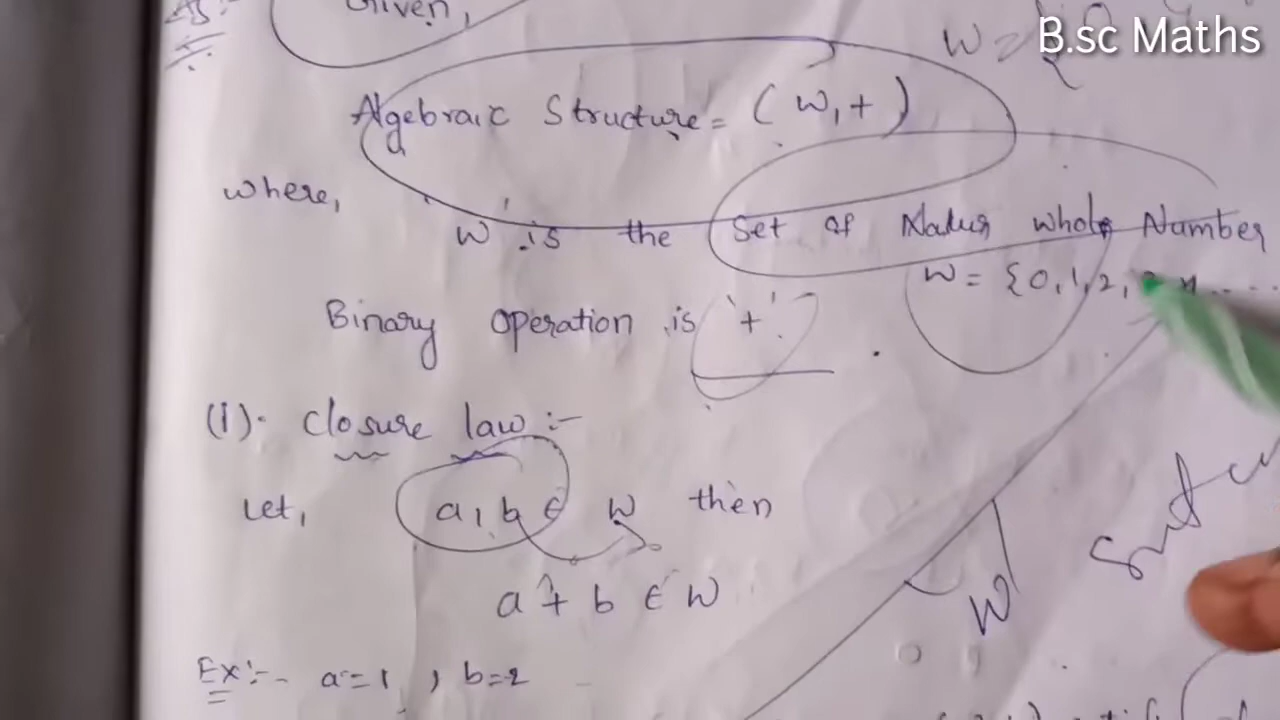 Given,
B.sc Maths
W =
Algebraic Structure = (W, +)
where,
W is the set of Natur whole Number
W = {0, 1, 2,
Binary operation is '+'
(i). closure law :-
Let, a, b ∈ W then
a + b ∈ W
W
Ex:- a=1, b=2